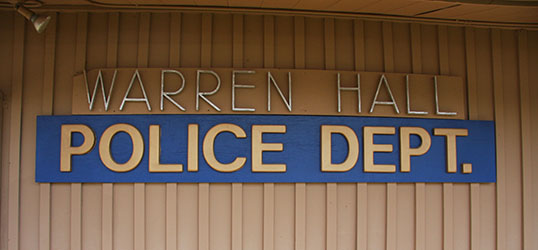 WARREN HALL
POLICE DEPT.